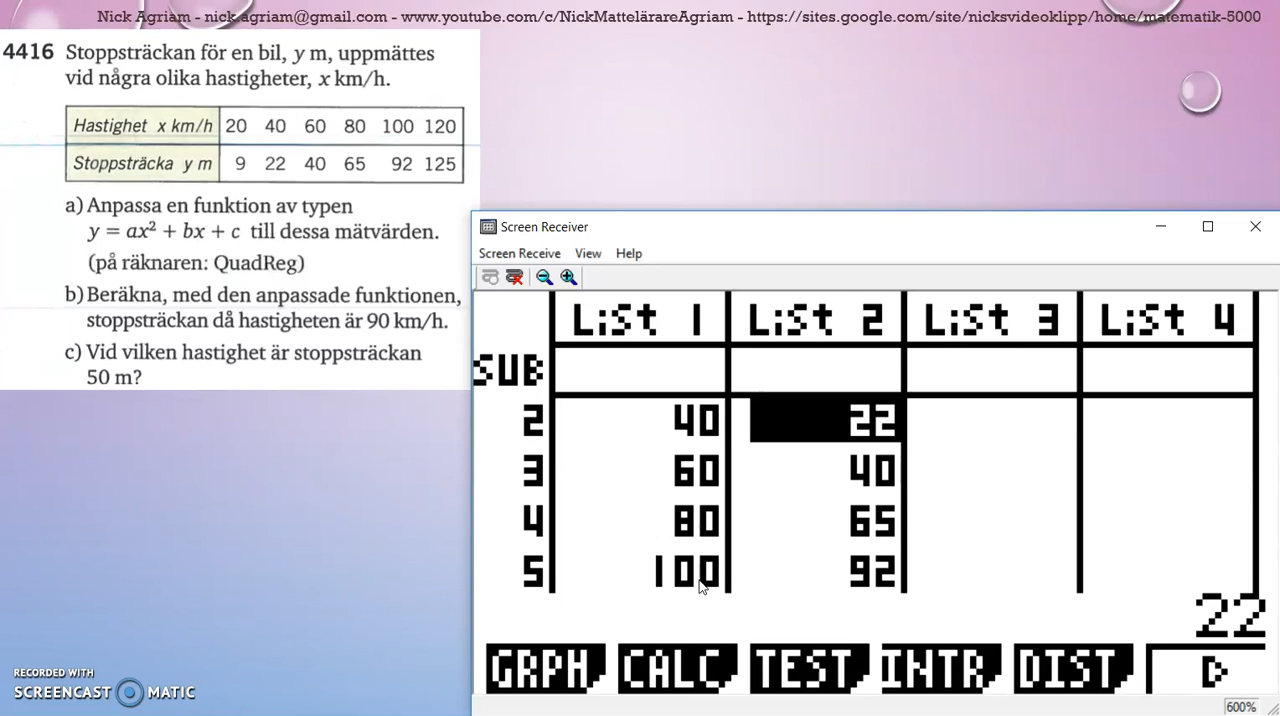 Nick Agriam - nick.agriam@gmail.com - www.youtube.com/c/NickMattelärareAgriam - https://sites.google.com/site/nicksvideoklipp/home/matematik-5000
4416 Stoppsträckan för en bil, y m, uppmättes
vid några olika hastigheter, x km/h.
Hastighet x km/h 20 40 60 80 100 120
Stoppsträcka y m 9 22 40 65 92 125
a) Anpassa en funktion av typen
y = ax² + bx + c till dessa mätvärden.
(på räknaren: QuadReg)
b) Beräkna, med den anpassade funktionen,
stoppsträckan då hastigheten är 90 km/h.
c) Vid vilken hastighet är stoppsträckan
50 m?
Screen Receiver
Screen Receive View Help
List 1 List 2 List 3 List 4
SUB
2 40 22
3 60 40
4 80 65
5 100 92
22
GRPH CALC TEST INTR DIST
600%
RECORDED WITH
SCREENCAST MATIC